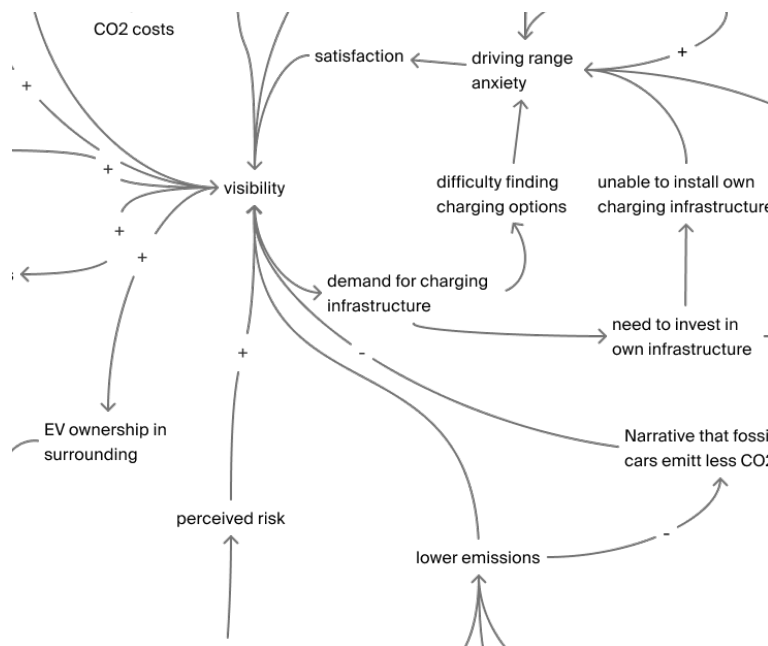 CO2 costs
satisfaction
driving range
anxiety
+
+
+
visibility
difficulty finding
charging options
unable to install own
charging infrastructure
+
+
demand for charging
infrastructure
need to invest in
own infrastructure
+
-
EV ownership in
surrounding
Narrative that fossi
cars emitt less CO2
perceived risk
-
lower emissions